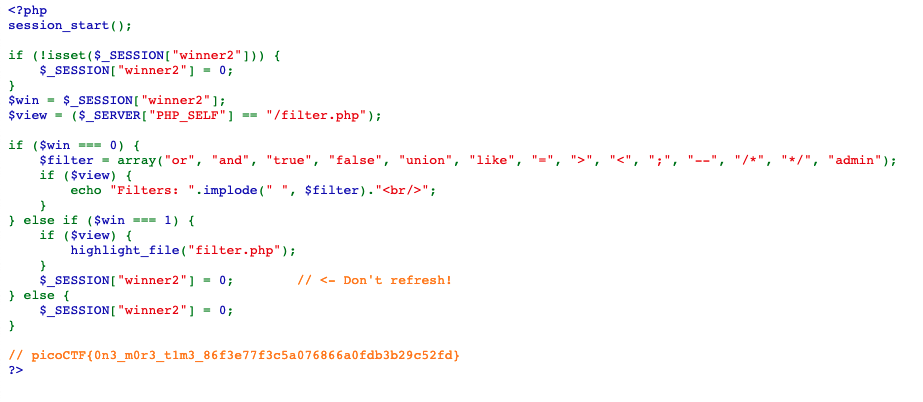 <?php
session_start();
if (!isset($_SESSION["winner2"])) {
    $_SESSION["winner2"] = 0;
}
$win = $_SESSION["winner2"];
$view = ($_SERVER["PHP_SELF"] == "/filter.php");
if ($win === 0) {
    $filter = array("or", "and", "true", "false", "union", "like", "=", ">", "<", ";", "--", "/*", "*/", "admin");
    if ($view) {
        echo "Filters: ".implode(" ", $filter)."<br/>";
    }
} else if ($win === 1) {
    if ($view) {
        highlight_file("filter.php");
    }
    $_SESSION["winner2"] = 0;        // <- Don't refresh!
} else {
    $_SESSION["winner2"] = 0;
}
// picoCTF{0n3_m0r3_t1m3_86f3e77f3c5a076866a0fdb3b29c52fd}
?>